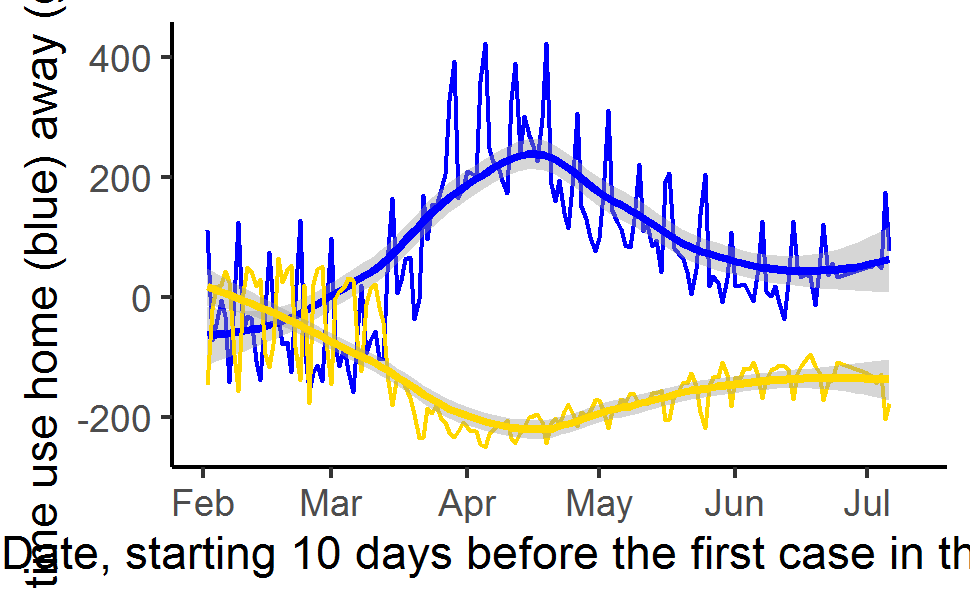 time use home (blue) away (
400
200
0
-200
Feb Mar Apr May Jun Jul
Date, starting 10 days before the first case in th